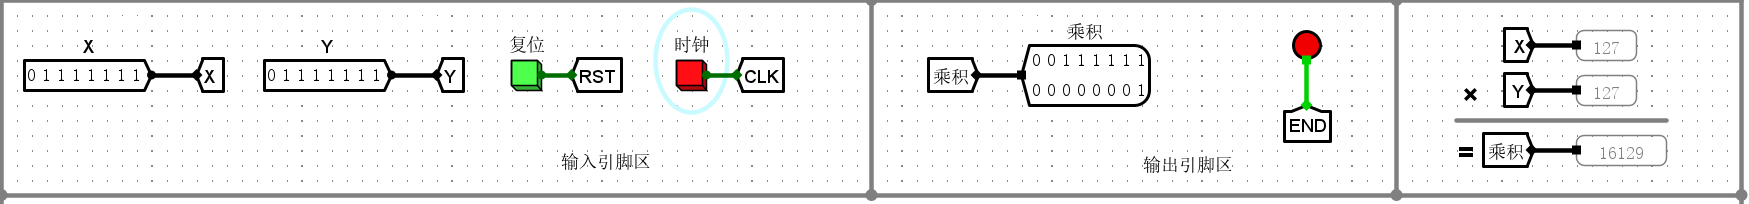 X
0 1 1 1 1 1 1 1
X
Y
0 1 1 1 1 1 1 1
Y
复位
RST
时钟
CLK
输入引脚区
乘积
乘积
0 0 1 1 1 1 1 1
0 0 0 0 0 0 0 1
END
输出引脚区
X 127
× Y 127
= 乘积 16129